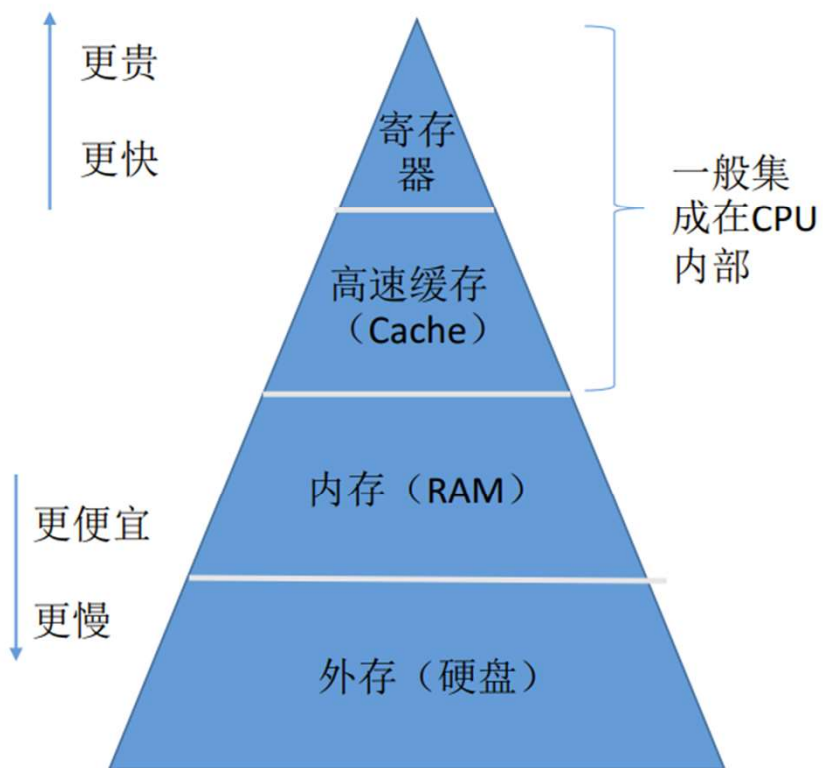 更贵
更快
寄存
器
一般集
成在CPU
内部
高速缓存
（Cache）
内存（RAM）
更便宜
更慢
外存（硬盘）